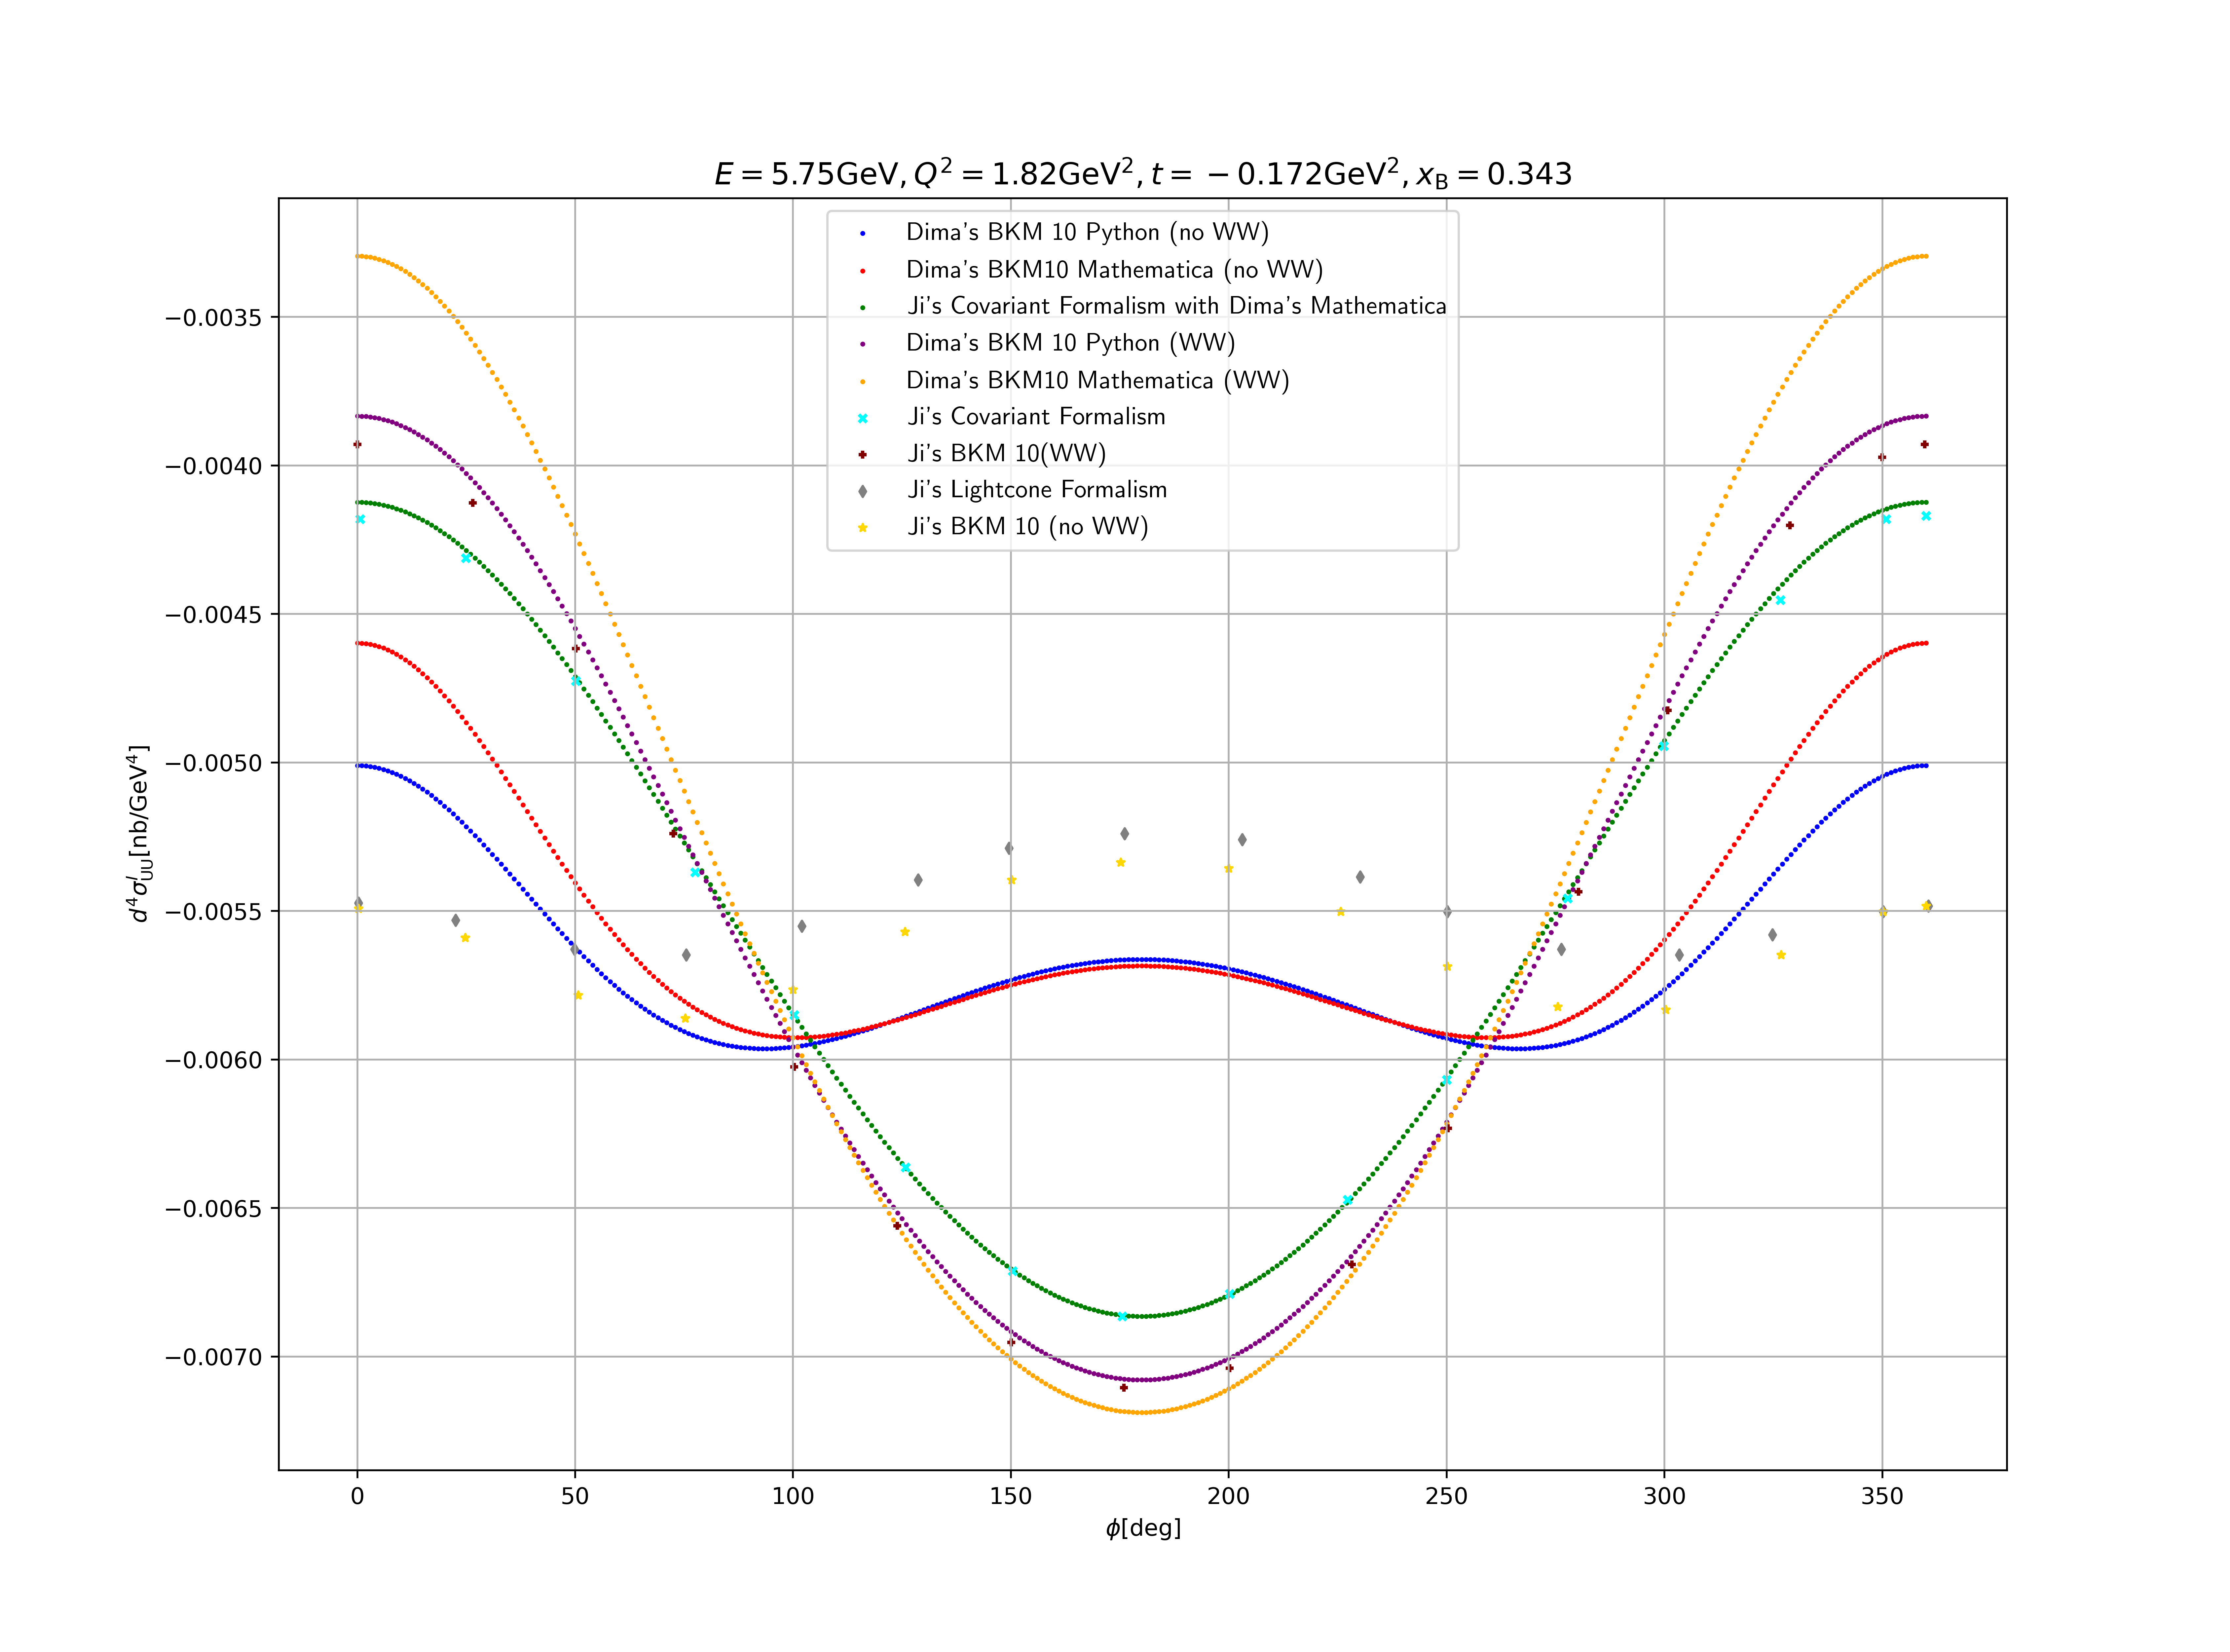 E = 5.75GeV, Q² = 1.82GeV², t = −0.172GeV², x_B = 0.343
Dima's BKM 10 Python (no WW)
Dima's BKM10 Mathematica (no WW)
Ji's Covariant Formalism with Dima's Mathematica
Dima's BKM 10 Python (WW)
Dima's BKM10 Mathematica (WW)
Ji's Covariant Formalism
Ji's BKM 10(WW)
Ji's Lightcone Formalism
Ji's BKM 10 (no WW)
d⁴σ^I_UU[nb/GeV⁴]
−0.0035
−0.0040
−0.0045
−0.0050
−0.0055
−0.0060
−0.0065
−0.0070
0 50 100 150 200 250 300 350
ϕ[deg]